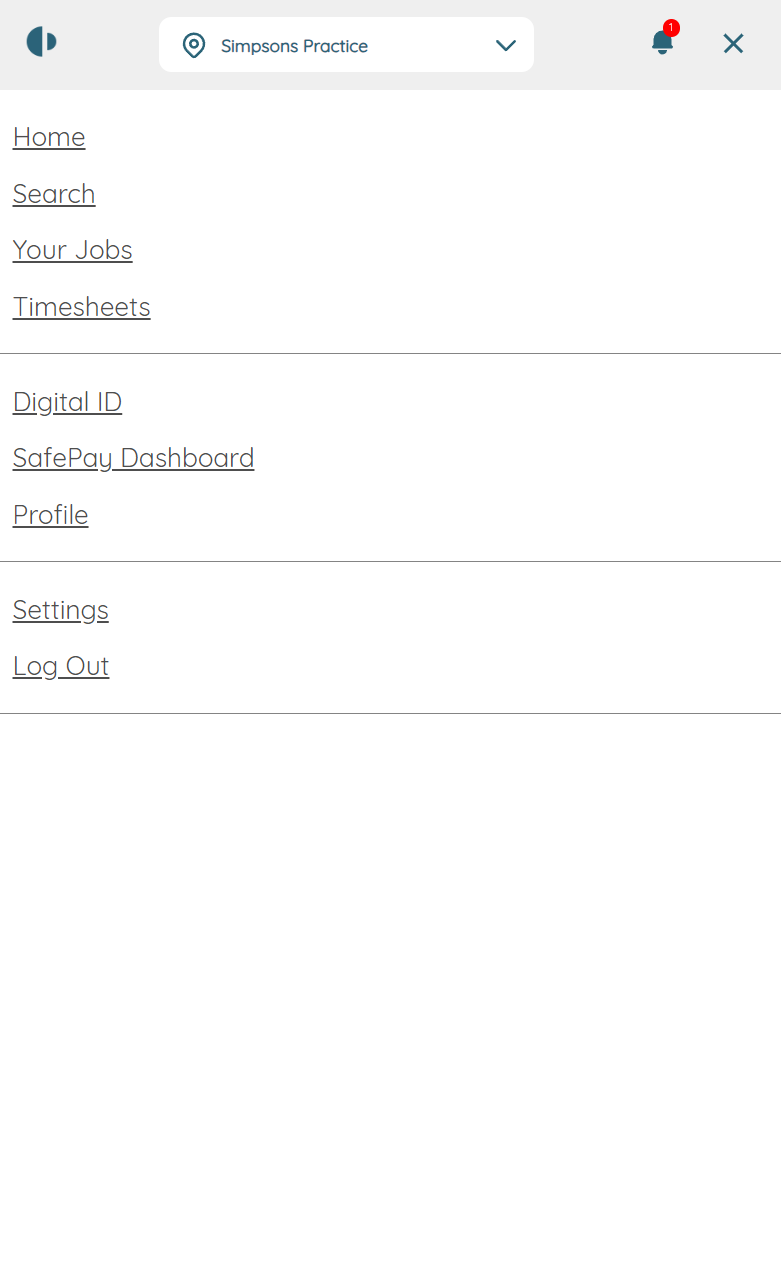 Simpsons Practice
1
Home
Search
Your Jobs
Timesheets
Digital ID
SafePay Dashboard
Profile
Settings
Log Out